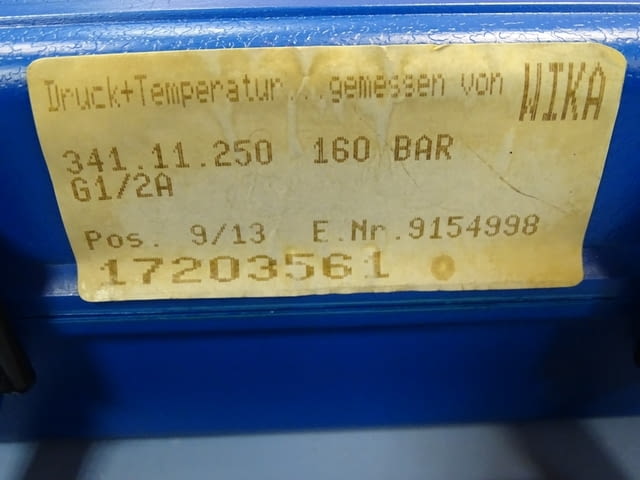 Druck+Temperatur...gemessen von WIKA
341.11.250 160 BAR
G1/2A
Pos. 9/13 E.Nr.9154998
17203561